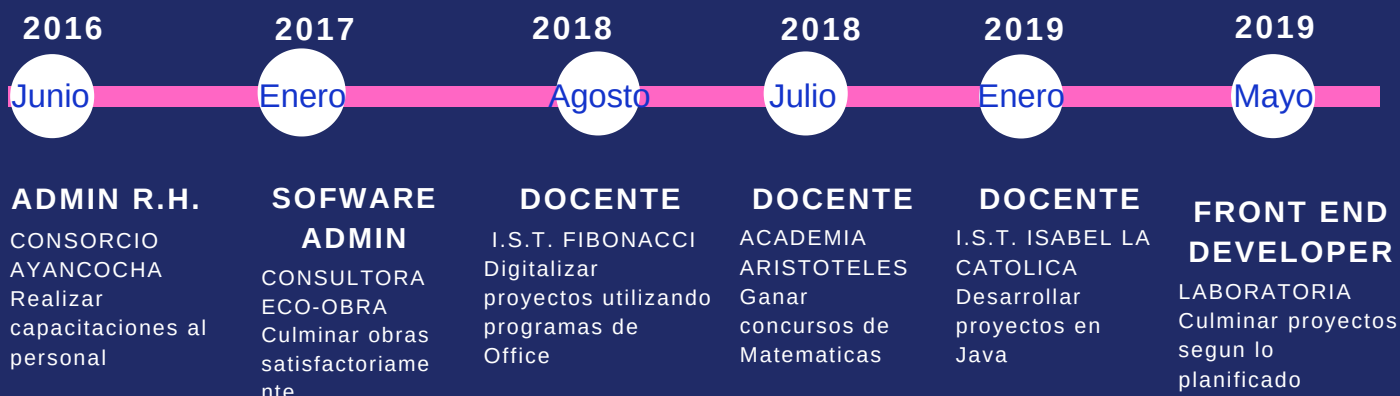 2016
Junio
ADMIN R.H.
CONSORCIO
AYANCOCHA
Realizar
capacitaciones al
personal
2017
Enero
SOFWARE
ADMIN
CONSULTORA
ECO-OBRA
Culminar obras
satisfactoriame
nte
2018
Agosto
DOCENTE
I.S.T. FIBONACCI
Digitalizar
proyectos utilizando
programas de
Office
2018
Julio
DOCENTE
ACADEMIA
ARISTOTELES
Ganar
concursos de
Matematicas
2019
Enero
DOCENTE
I.S.T. ISABEL LA
CATOLICA
Desarrollar
proyectos en
Java
2019
Mayo
FRONT END
DEVELOPER
LABORATORIA
Culminar proyectos
segun lo
planificado